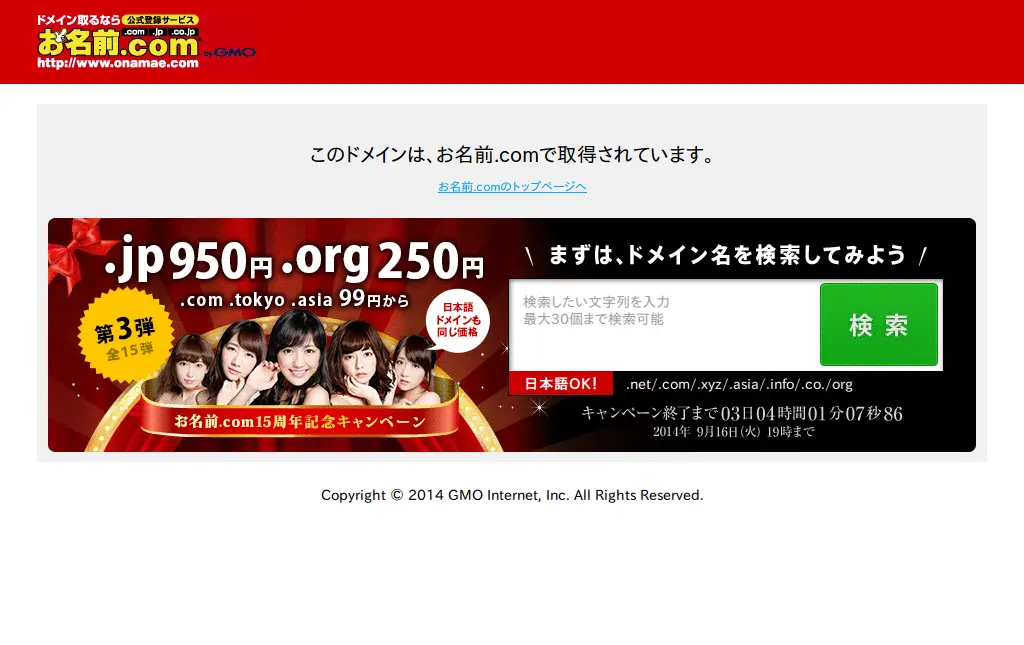 ドメイン取るなら 公式登録サービス
.com .jp .co.jp
お名前.com by GMO
http://www.onamae.com
このドメインは、お名前.comで取得されています。
お名前.comのトップページへ
.jp 950円 .org 250円
.com .tokyo .asia 99円から
日本語
ドメインも
同じ価格
第3弾
全15弾
お名前.com15周年記念キャンペーン
\ まずは、ドメイン名を検索してみよう /
検索したい文字列を入力
最大30個まで検索可能
検索
日本語OK!
.net/.com/.xyz/.asia/.info/.co./org
キャンペーン終了まで03日04時間01分07秒86
2014年 9月16日(火) 19時まで
Copyright © 2014 GMO Internet, Inc. All Rights Reserved.